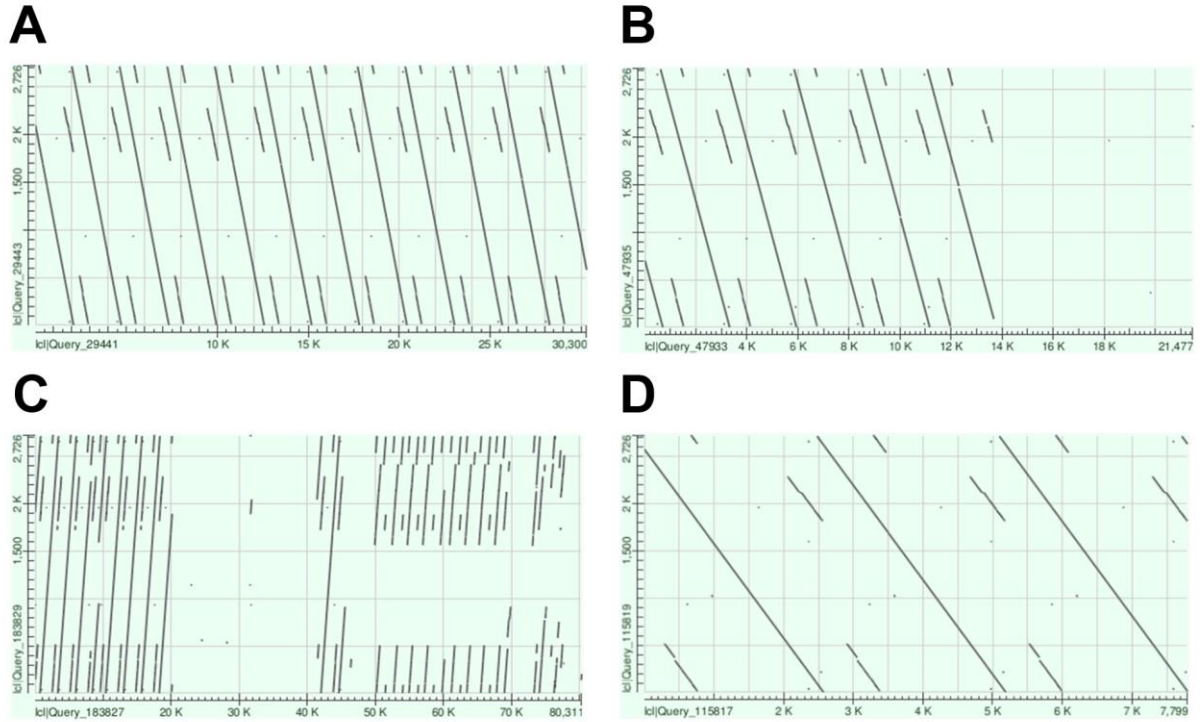 A
B
2,726
2 K
1,500
lcl|Query_29443
lcl|Query_29441
10 K
15 K
20 K
25 K
30,300
2,726
2 K
1,500
lcl|Query_47935
lcl|Query_47933
4 K
6 K
8 K
10 K
12 K
14 K
16 K
18 K
21,477
C
D
2,726
2 K
1,500
lcl|Query_183829
lcl|Query_183827
20 K
30 K
40 K
50 K
60 K
70 K
80,311
2,726
2 K
1,500
lcl|Query_115819
lcl|Query_115817
2 K
3 K
4 K
5 K
6 K
7 K
7,799